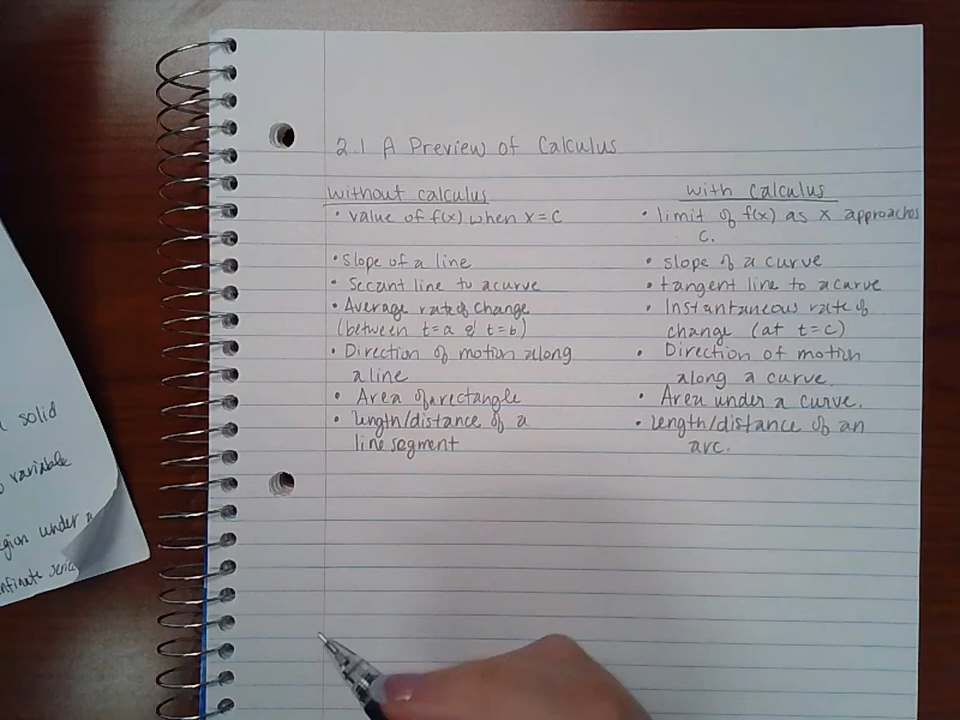 2.1 A Preview of Calculus
without calculus
with Calculus
• value of f(x) when x = c
• limit of f(x) as x approaches
c.
• Slope of a line
• slope of a curve
• Secant line to a curve
• tangent line to a curve
• Average rate of change
(between t=a & t=b)
• Instantaneous rate of
change (at t=c)
• Direction of motion along
a line
• Direction of motion
along a curve
• Area of a rectangle
• Area under a curve.
• length/distance of a
line segment
• length/distance of an
arc.
solid
variable
under
infinate